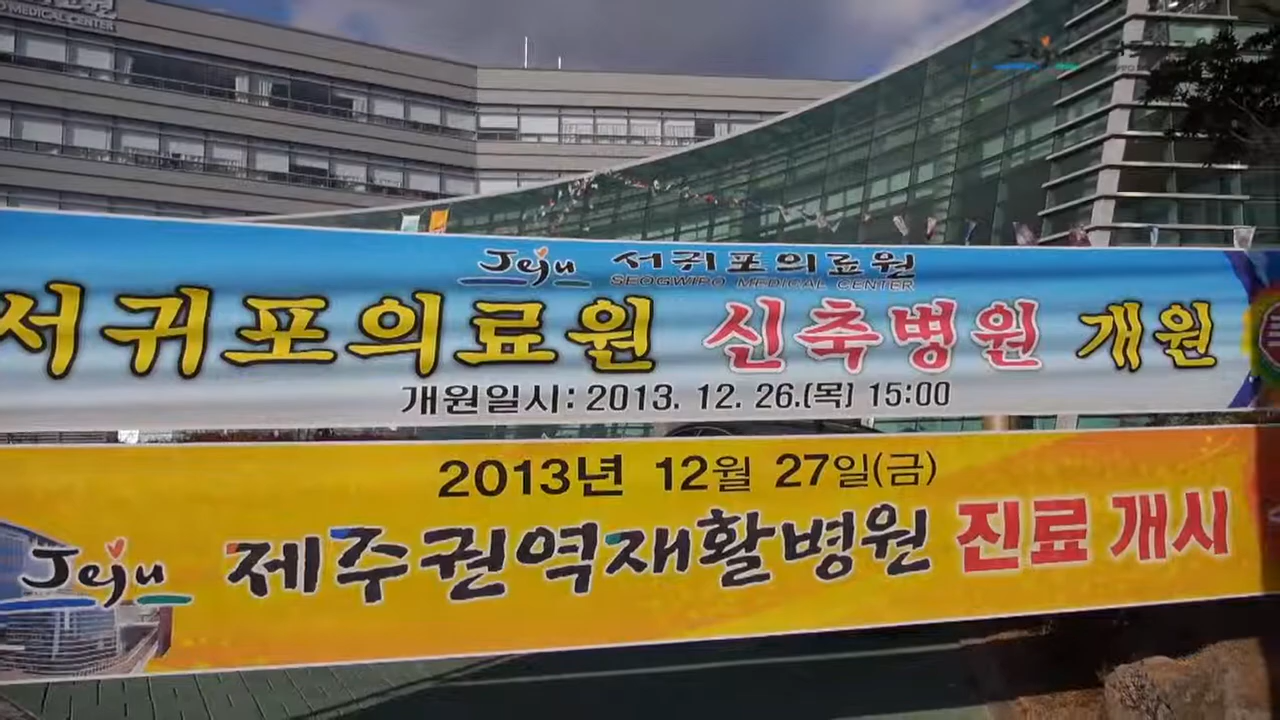 MEDICAL CENTER
Jeju 서귀포의료원
SEOGWIPO MEDICAL CENTER
서귀포의료원 신축병원 개원
개원일시: 2013. 12. 26.(목) 15:00
2013년 12월 27일(금)
Jeju 제주권역재활병원 진료 개시